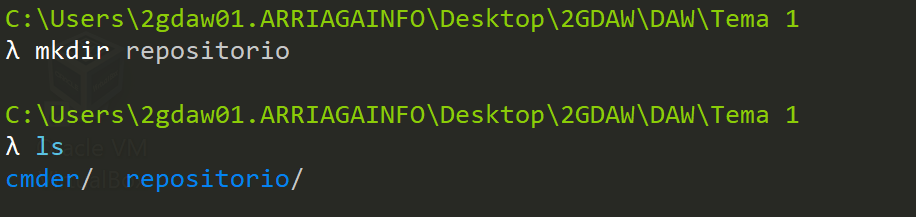 C:\Users\2gdaw01.ARRIAGAINFO\Desktop\2GDAW\DAW\Tema 1
λ mkdir repositorio
C:\Users\2gdaw01.ARRIAGAINFO\Desktop\2GDAW\DAW\Tema 1
λ ls
cmder/  repositorio/